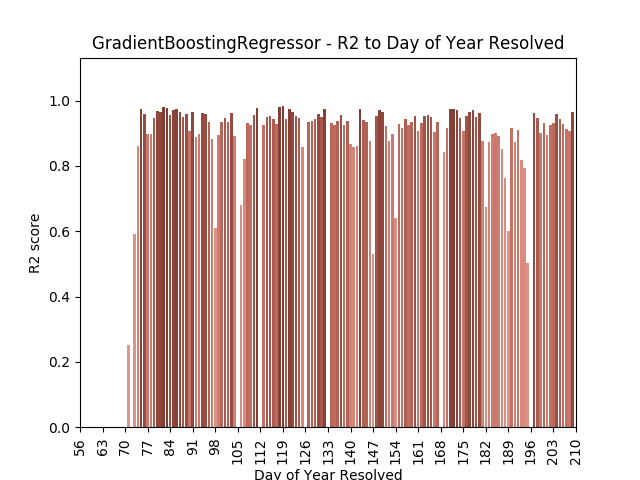 GradientBoostingRegressor - R2 to Day of Year Resolved
R2 score
1.0
0.8
0.6
0.4
0.2
0.0
56 63 70 77 84 91 98 105 112 119 126 133 140 147 154 161 168 175 182 189 196 203 210
Day of Year Resolved